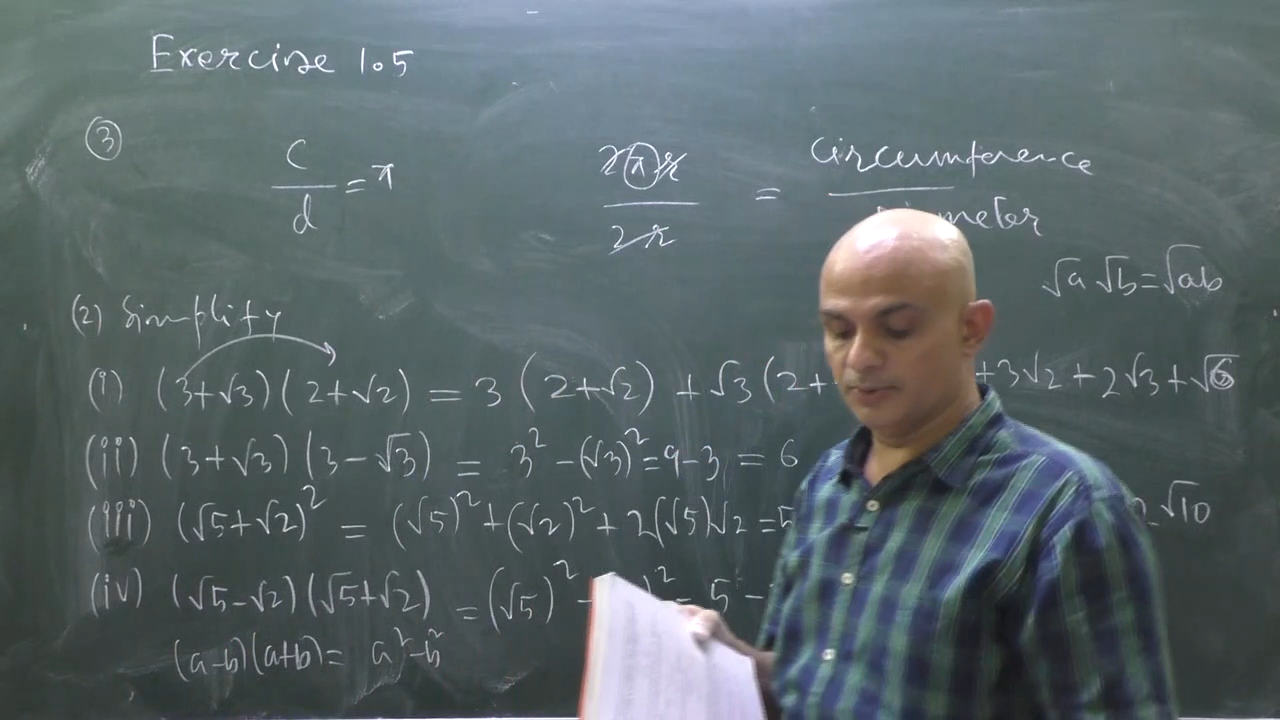 Exercise 1.5
③
C/d = π
2πr/2r = circumference/
√a √b = √ab
(2) Simplify
(i) (3+√3)(2+√2) = 3(2+√2) + √3(2+ +3√2+2√3+√6
(ii) (3+√3)(3-√3) = 3²-(√3)²=9-3=6
(iii) (√5+√2)² = (√5)²+(√2)²+2(√5)√2=5 √10
(iv) (√5-√2)(√5+√2) = (√5)² - )² = 5 -
(a-b)(a+b)= a²-b²